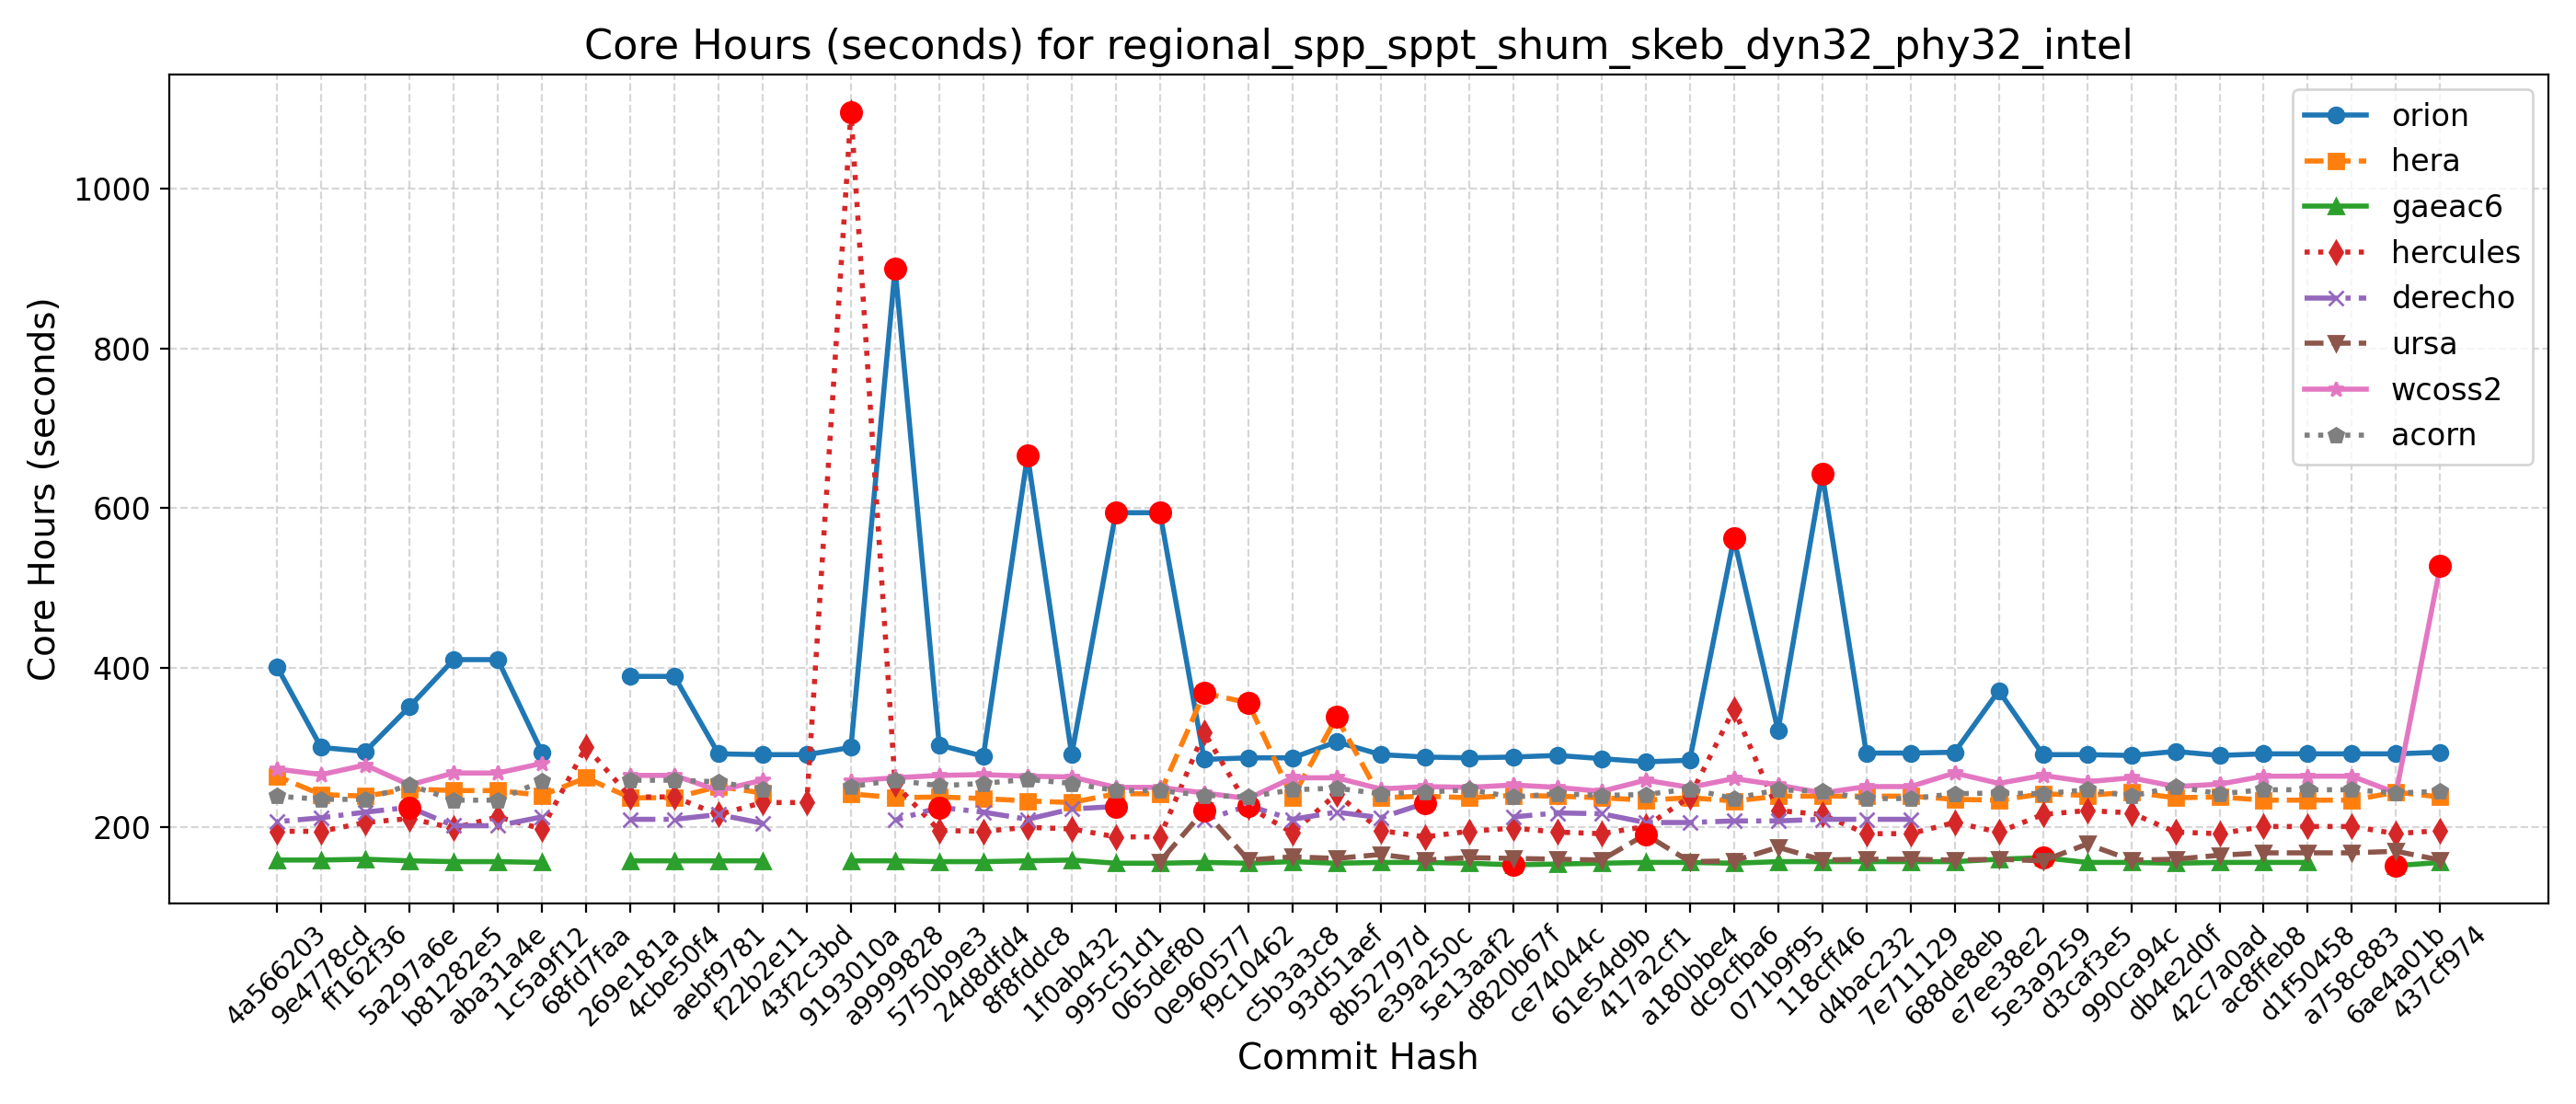 Core Hours (seconds) for regional_spp_sppt_shum_skeb_dyn32_phy32_intel
Core Hours (seconds)
1000
800
600
400
200
orion
hera
gaeac6
hercules
derecho
ursa
wcoss2
acorn
4a566203
9e4778cd
ff162f36
5a297a6e
b81282e5
aba31a4e
1c5a9f12
68fd7faa
269e181a
4cbe50f4
aebf9781
f22b2e11
43f2c3bd
9193010a
a9999828
5750b9e3
24d8dfd4
8f8fddc8
1f0ab432
995c51d1
065def80
0e960577
f9c10462
c5b3a3c8
93d51aef
8b52797d
e39a250c
5e13aaf2
d820b67f
ce74044c
61e54d9b
417a2cf1
a180bbe4
dc9cfba6
071b9f95
118cff46
d4bac232
7e711129
688de8eb
e7ee38e2
5e3a9259
d3caf3e5
990ca94c
db4e2d0f
42c7a0ad
ac8ffeb8
d1f50458
a758c883
6ae4a01b
437cf974
Commit Hash